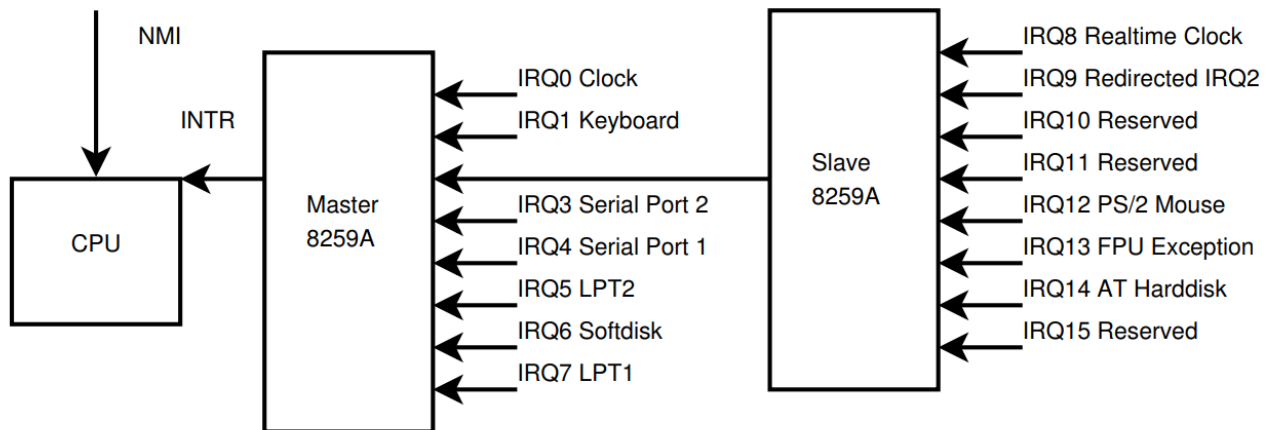 NMI
INTR
CPU
Master
8259A
IRQ0 Clock
IRQ1 Keyboard
IRQ3 Serial Port 2
IRQ4 Serial Port 1
IRQ5 LPT2
IRQ6 Softdisk
IRQ7 LPT1
Slave
8259A
IRQ8 Realtime Clock
IRQ9 Redirected IRQ2
IRQ10 Reserved
IRQ11 Reserved
IRQ12 PS/2 Mouse
IRQ13 FPU Exception
IRQ14 AT Harddisk
IRQ15 Reserved